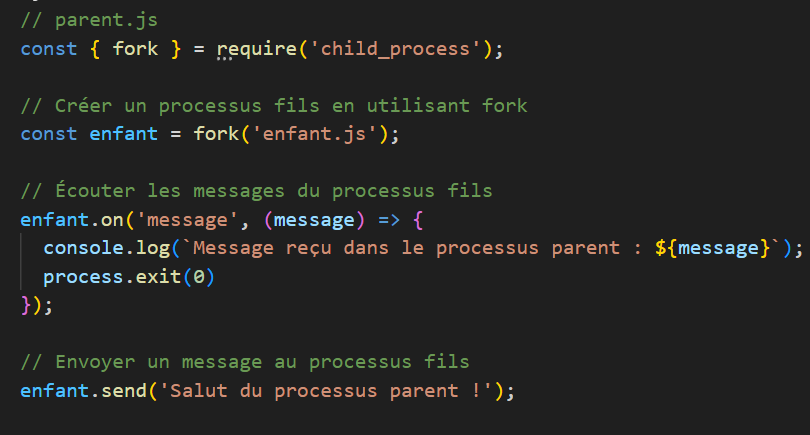 // parent.js
const { fork } = require('child_process');
// Créer un processus fils en utilisant fork
const enfant = fork('enfant.js');
// Écouter les messages du processus fils
enfant.on('message', (message) => {
console.log(`Message reçu dans le processus parent : ${message}`);
process.exit(0)
});
// Envoyer un message au processus fils
enfant.send('Salut du processus parent !');